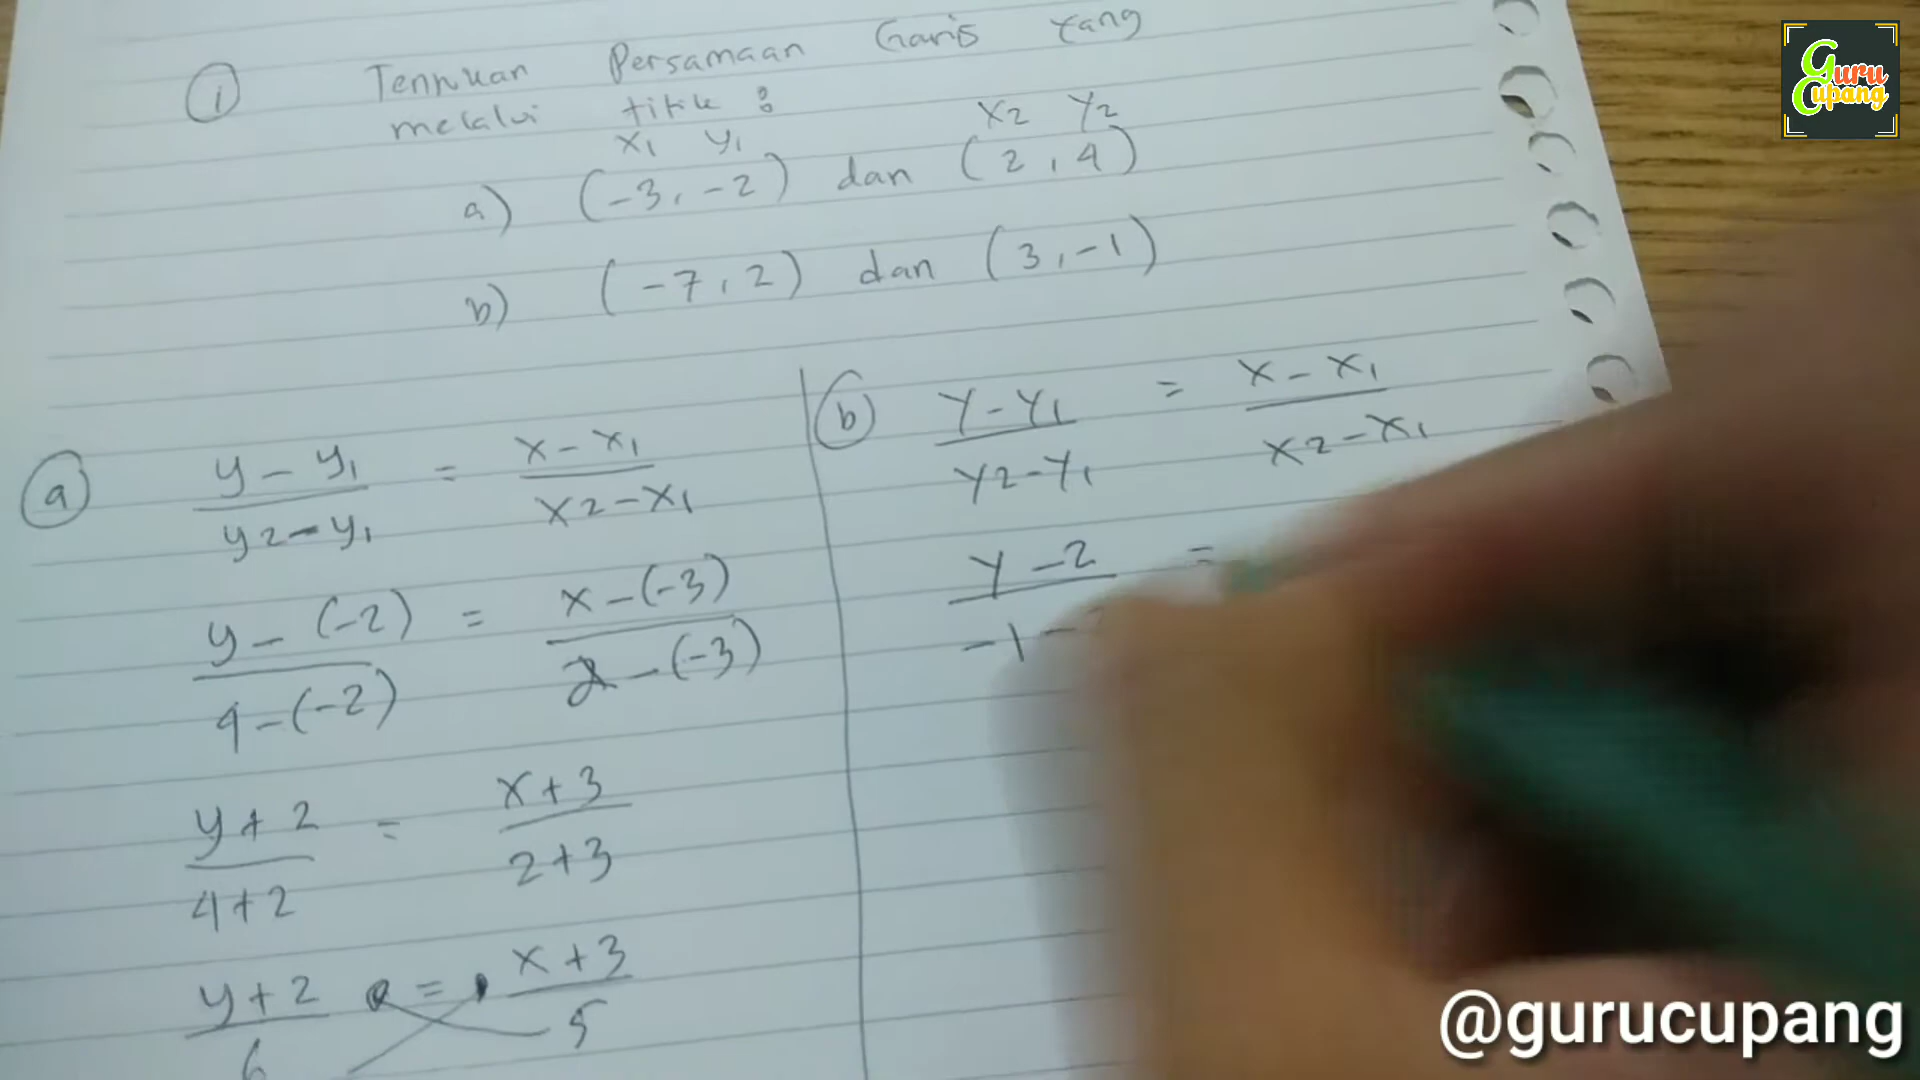 1 Tentukan Persamaan Garis Yang
melalui titik :
x1 y1 x2 y2
a) (-3, -2) dan (2, 4)
b) (-7, 2) dan (3, -1)
a
y - y1 = x - x1
y2 - y1 x2 - x1
y - (-2) = x - (-3)
4 - (-2) 2 - (-3)
y + 2 = x + 3
4 + 2 2 + 3
y + 2 = x + 3
6 5
b
y - y1 = x - x1
y2 - y1 x2 - x1
y - 2 =
-1 -
Guru
Cupang
@gurucupang